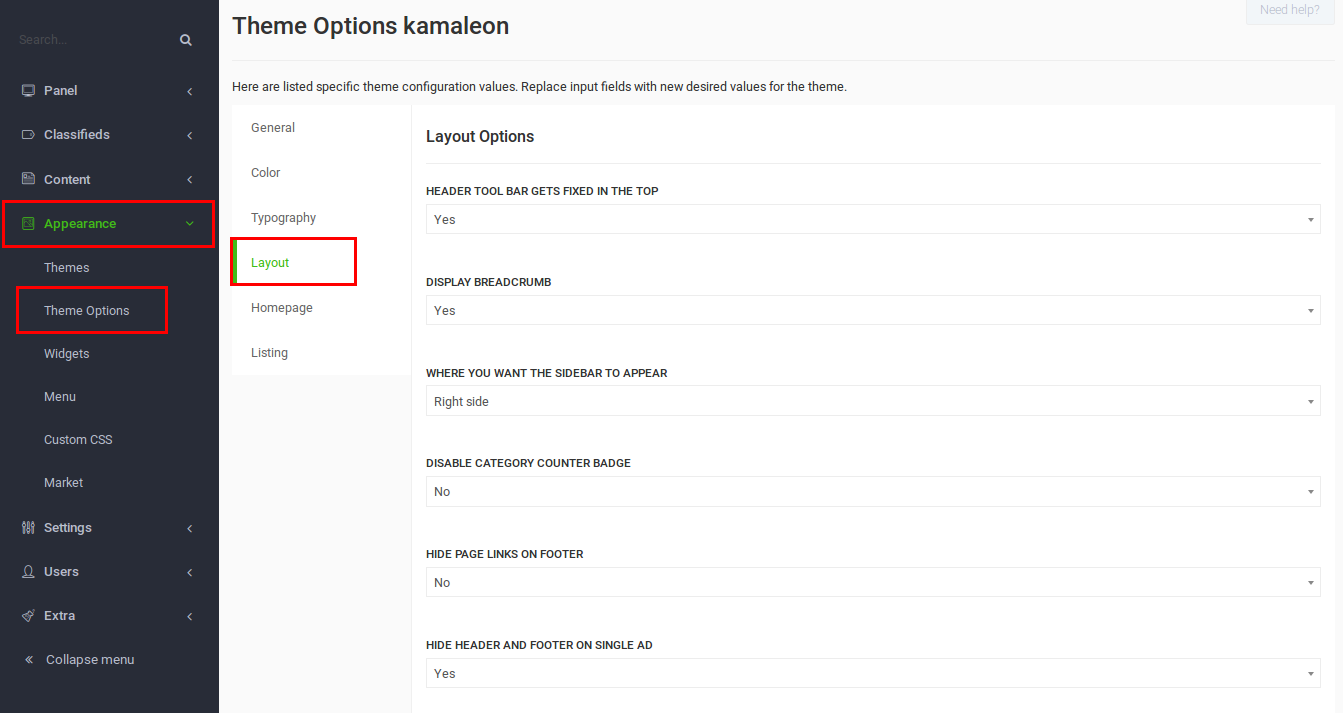 Search...
Panel
Classifieds
Content
Appearance
Themes
Theme Options
Widgets
Menu
Custom CSS
Market
Settings
Users
Extra
Collapse menu
Need help?
Theme Options kamaleon
Here are listed specific theme configuration values. Replace input fields with new desired values for the theme.
General
Color
Typography
Layout
Homepage
Listing
Layout Options
HEADER TOOL BAR GETS FIXED IN THE TOP
Yes
DISPLAY BREADCRUMB
Yes
WHERE YOU WANT THE SIDEBAR TO APPEAR
Right side
DISABLE CATEGORY COUNTER BADGE
No
HIDE PAGE LINKS ON FOOTER
No
HIDE HEADER AND FOOTER ON SINGLE AD
Yes